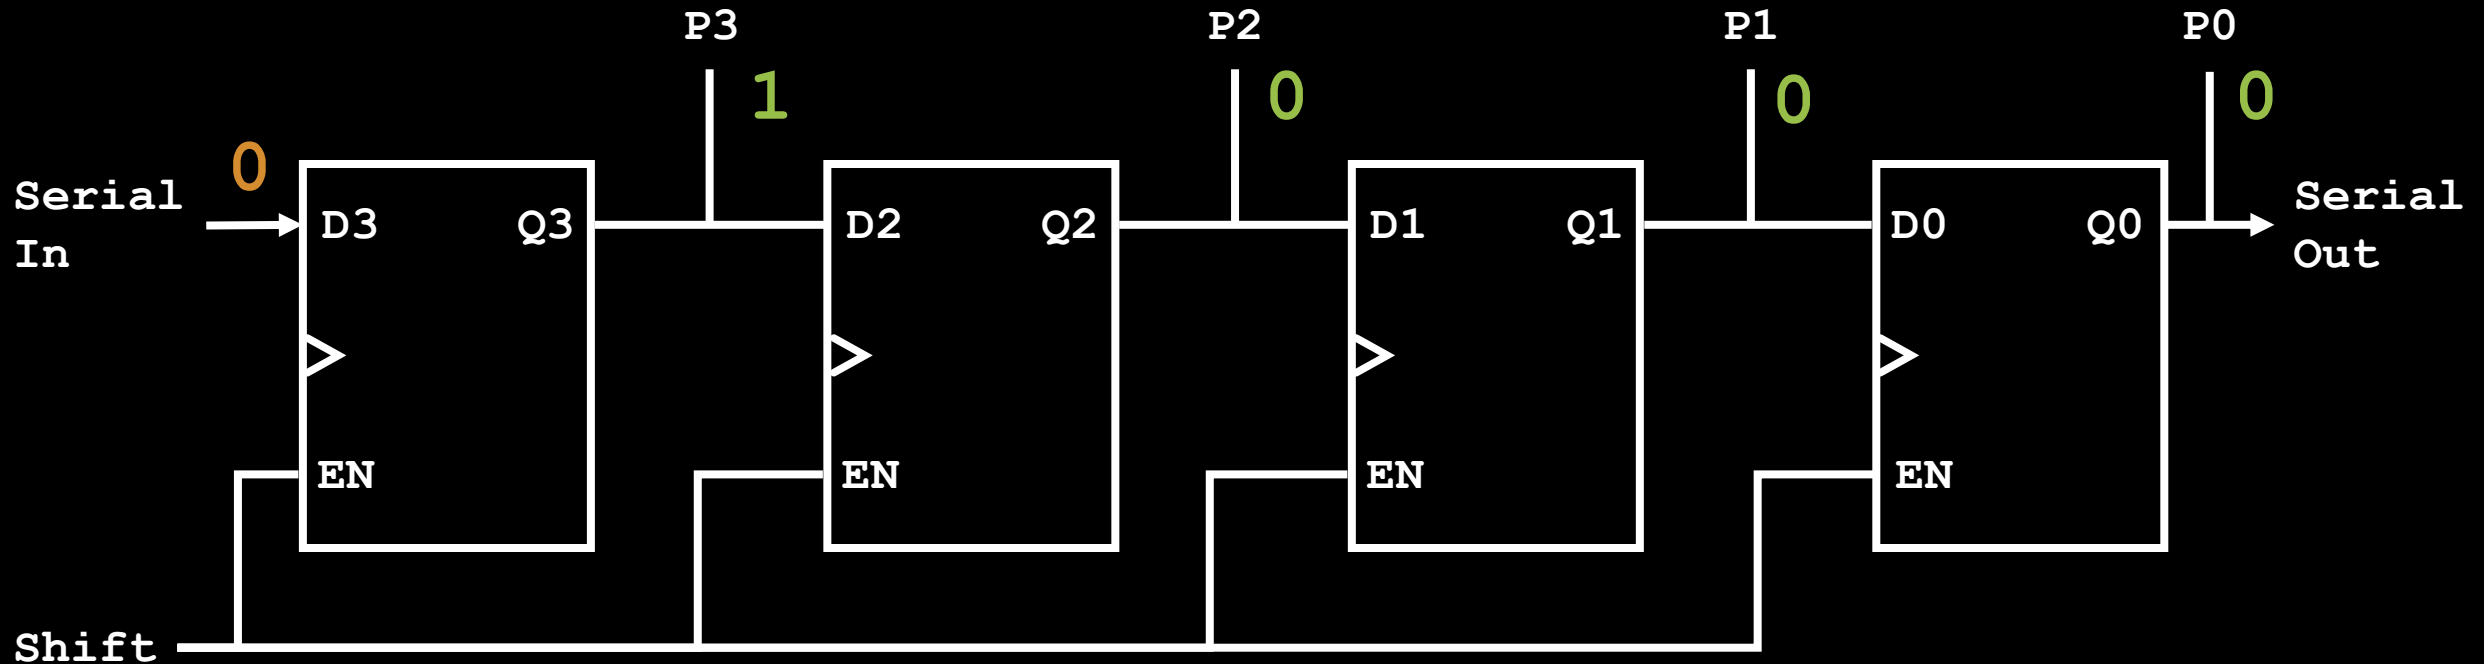 P3 P2 P1 P0
1 0 0 0
0
Serial In
D3 Q3 D2 Q2 D1 Q1 D0 Q0
Serial Out
EN EN EN EN
Shift